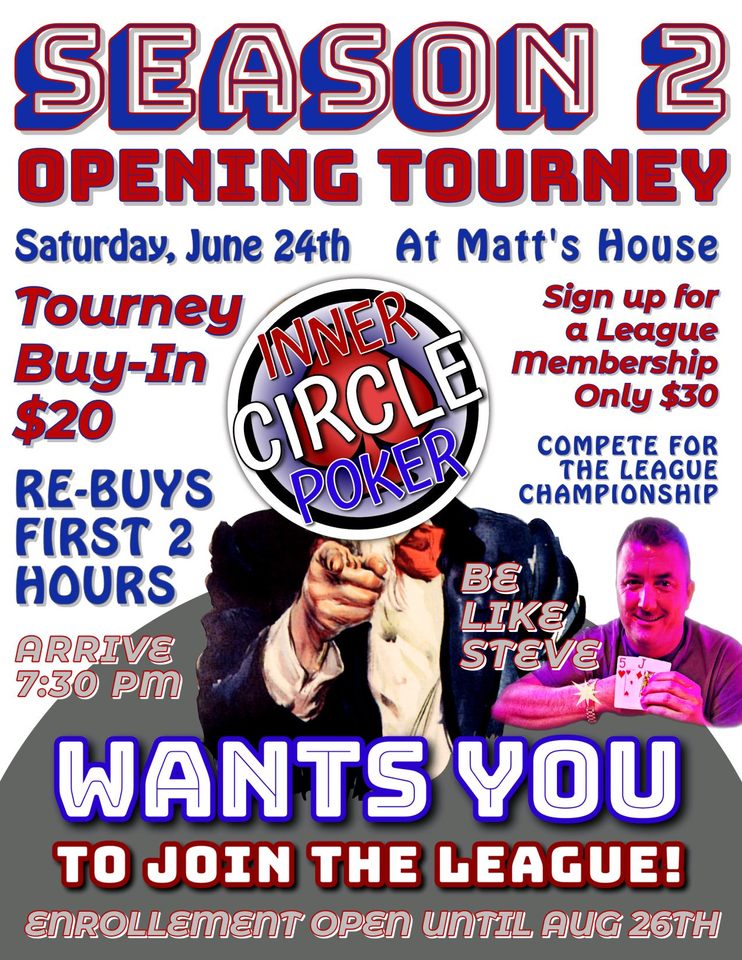 SEASON 2
OPENING TOURNEY
Saturday, June 24th At Matt's House
Tourney
Buy-In
$20
INNER
CIRCLE
POKER
Sign up for
a League
Membership
Only $30
RE-BUYS
FIRST 2
HOURS
COMPETE FOR
THE LEAGUE
CHAMPIONSHIP
ARRIVE
7:30 PM
BE
LIKE
STEVE
5 J
WANTS YOU
TO JOIN THE LEAGUE!
ENROLLEMENT OPEN UNTIL AUG 26TH